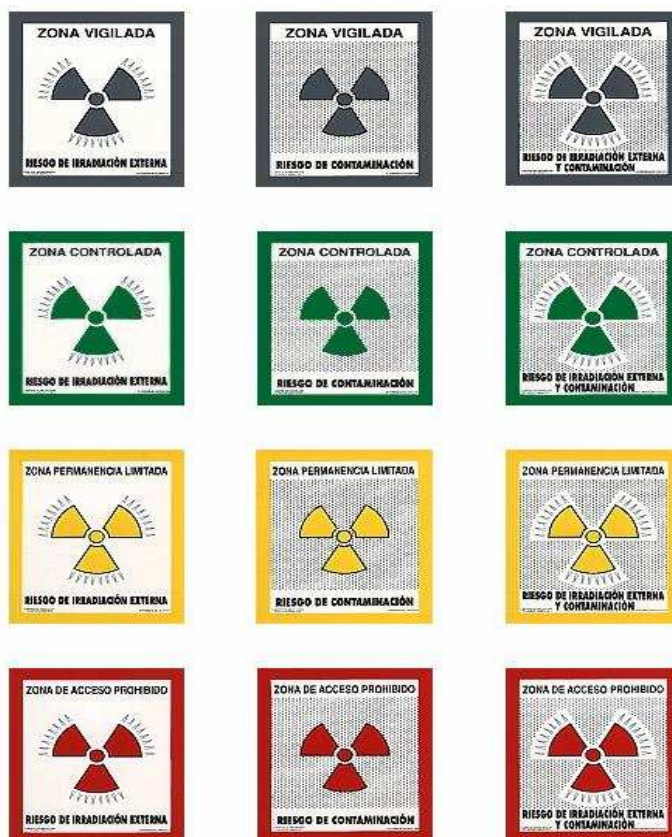 ZONA VIGILADA
RIESGO DE IRRADIACIÓN EXTERNA
ZONA VIGILADA
RIESGO DE CONTAMINACIÓN
ZONA VIGILADA
RIESGO DE IRRADIACIÓN EXTERNA
Y CONTAMINACIÓN
ZONA CONTROLADA
RIESGO DE IRRADIACIÓN EXTERNA
ZONA CONTROLADA
RIESGO DE CONTAMINACIÓN
ZONA CONTROLADA
RIESGO DE IRRADIACIÓN EXTERNA
Y CONTAMINACIÓN
ZONA PERMANENCIA LIMITADA
RIESGO DE IRRADIACIÓN EXTERNA
ZONA PERMANENCIA LIMITADA
RIESGO DE CONTAMINACIÓN
ZONA PERMANENCIA LIMITADA
RIESGO DE IRRADIACIÓN EXTERNA
Y CONTAMINACIÓN
ZONA DE ACCESO PROHIBIDO
RIESGO DE IRRADIACIÓN EXTERNA
ZONA DE ACCESO PROHIBIDO
RIESGO DE CONTAMINACIÓN
ZONA DE ACCESO PROHIBIDO
RIESGO DE IRRADIACIÓN EXTERNA
Y CONTAMINACIÓN